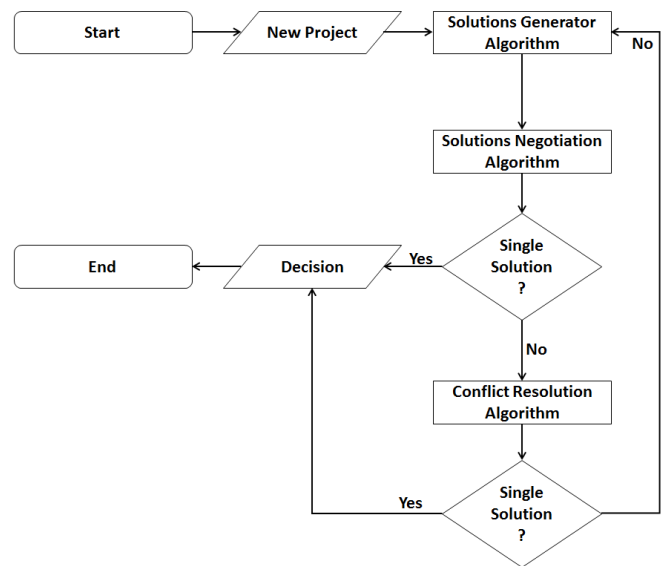 Start
New Project
Solutions Generator
Algorithm
No
Solutions Negotiation
Algorithm
End
Decision
Yes
Single
Solution
?
No
Conflict Resolution
Algorithm
Yes
Single
Solution
?